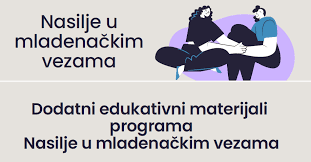 Nasilje u
mladenačkim
vezama
Dodatni edukativni materijali
programa
Nasilje u mladenačkim vezama